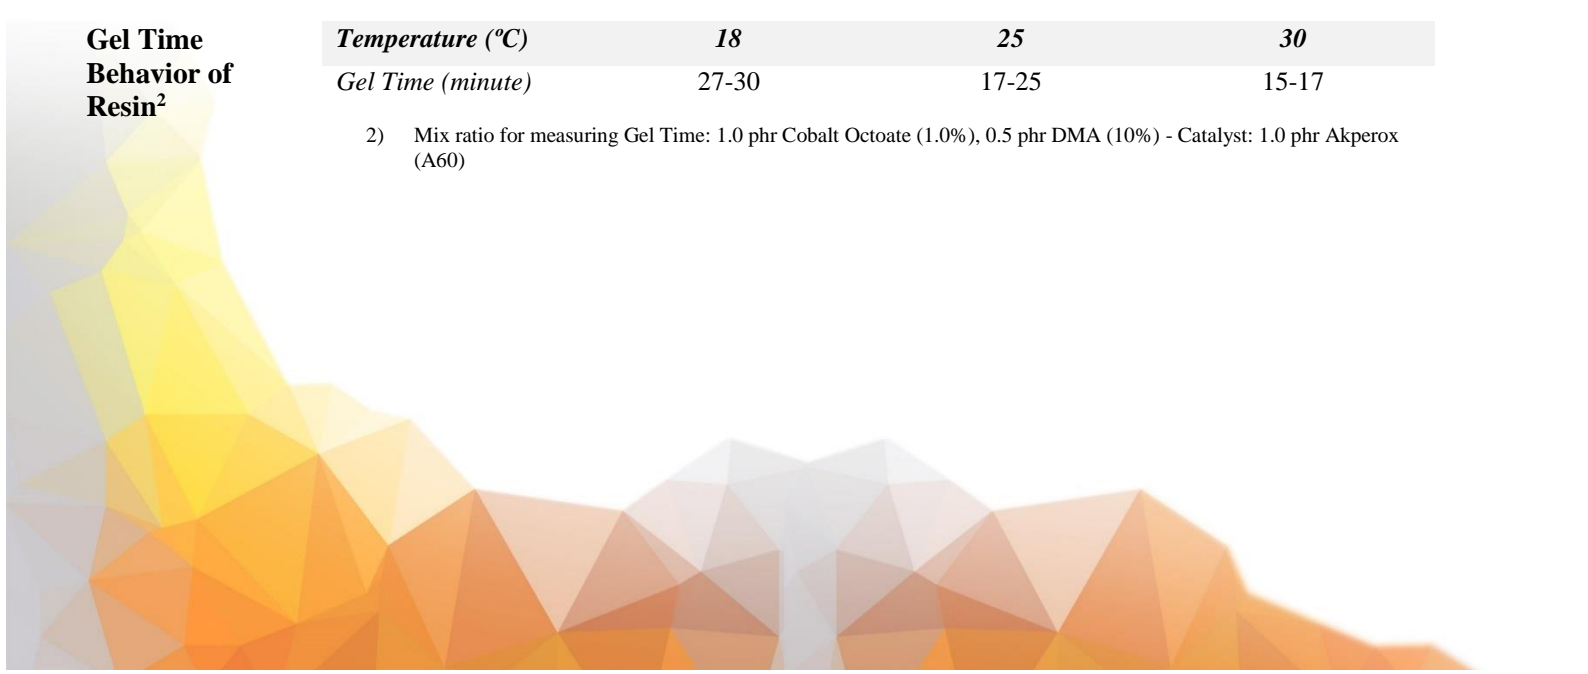 Gel Time
Behavior of
Resin2
Temperature (ºC) 18 25 30
Gel Time (minute) 27-30 17-25 15-17
2) Mix ratio for measuring Gel Time: 1.0 phr Cobalt Octoate (1.0%), 0.5 phr DMA (10%) - Catalyst: 1.0 phr Akperox
(A60)